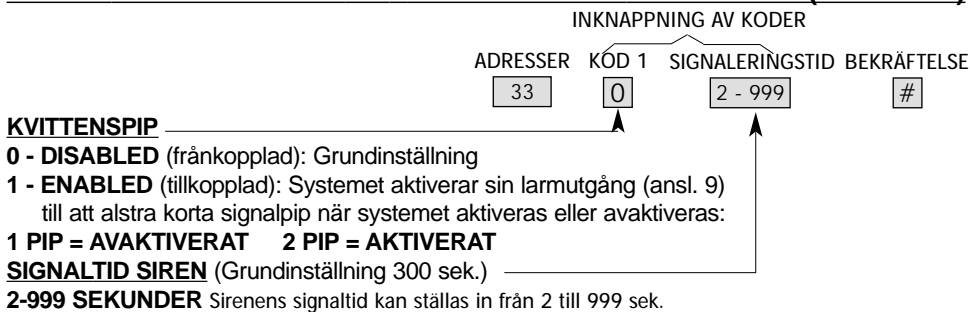 INKNAPPNING AV KODER
ADRESSER KOD 1 SIGNALERINGSTID BEKRÄFTELSE
33 0 2 - 999 #
KVITTENSPIP
0 - DISABLED (frånkopplad): Grundinställning
1 - ENABLED (tillkopplad): Systemet aktiverar sin larmutgång (ansl. 9)
till att alstra korta signalpip när systemet aktiveras eller avaktiveras:
1 PIP = AVAKTIVERAT 2 PIP = AKTIVERAT
SIGNALTID SIREN (Grundinställning 300 sek.)
2-999 SEKUNDER Sirenens signaltid kan ställas in från 2 till 999 sek.